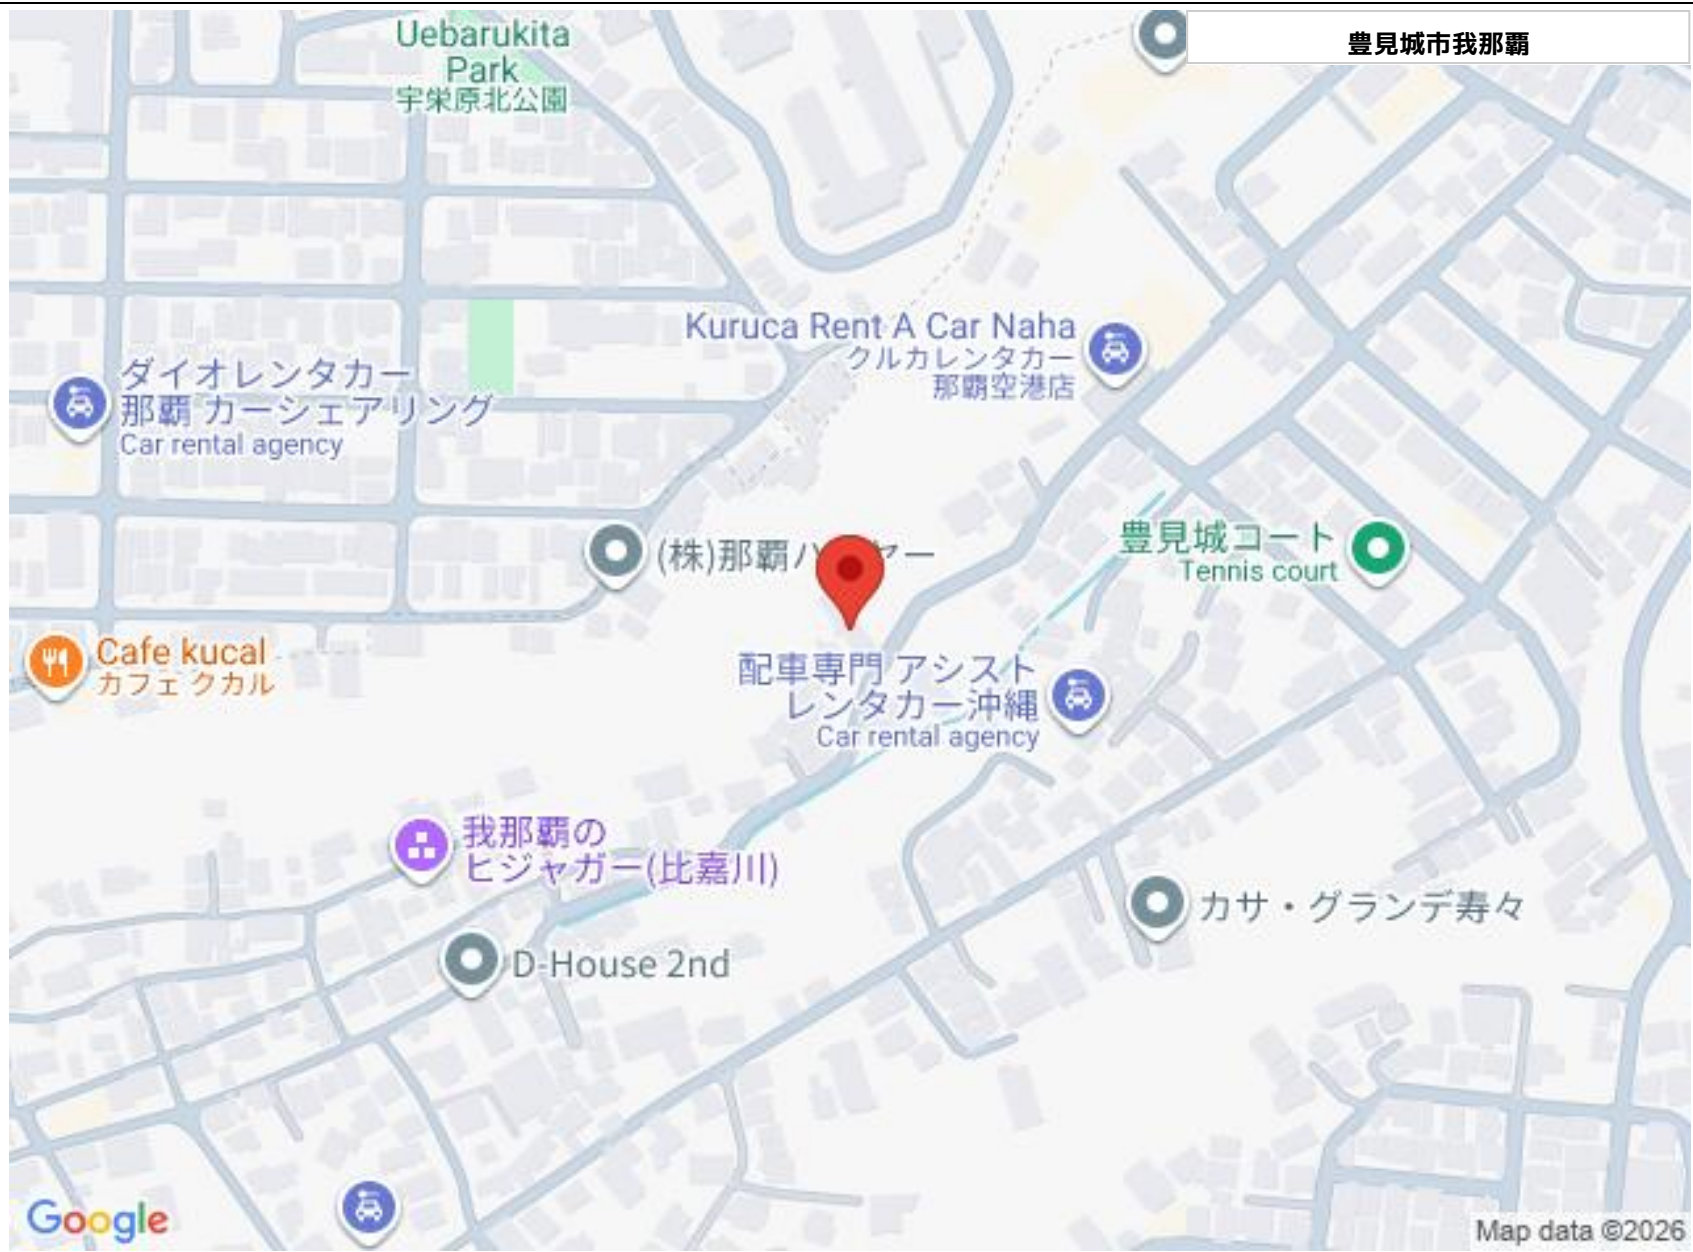 Uebarukita
Park
宇栄原北公園
豊見城市我那覇
Kuruca Rent A Car Naha
クルカレンタカー
那覇空港店
ダイオレンタカー
那覇 カーシェアリング
Car rental agency
(株)那覇ハ ヤー
豊見城コート
Tennis court
Cafe kucal
カフェ クカル
配車専門 アシスト
レンタカー沖縄
Car rental agency
我那覇の
ヒジャガー(比嘉川)
カサ・グランデ寿々
D-House 2nd
Google
Map data ©2026